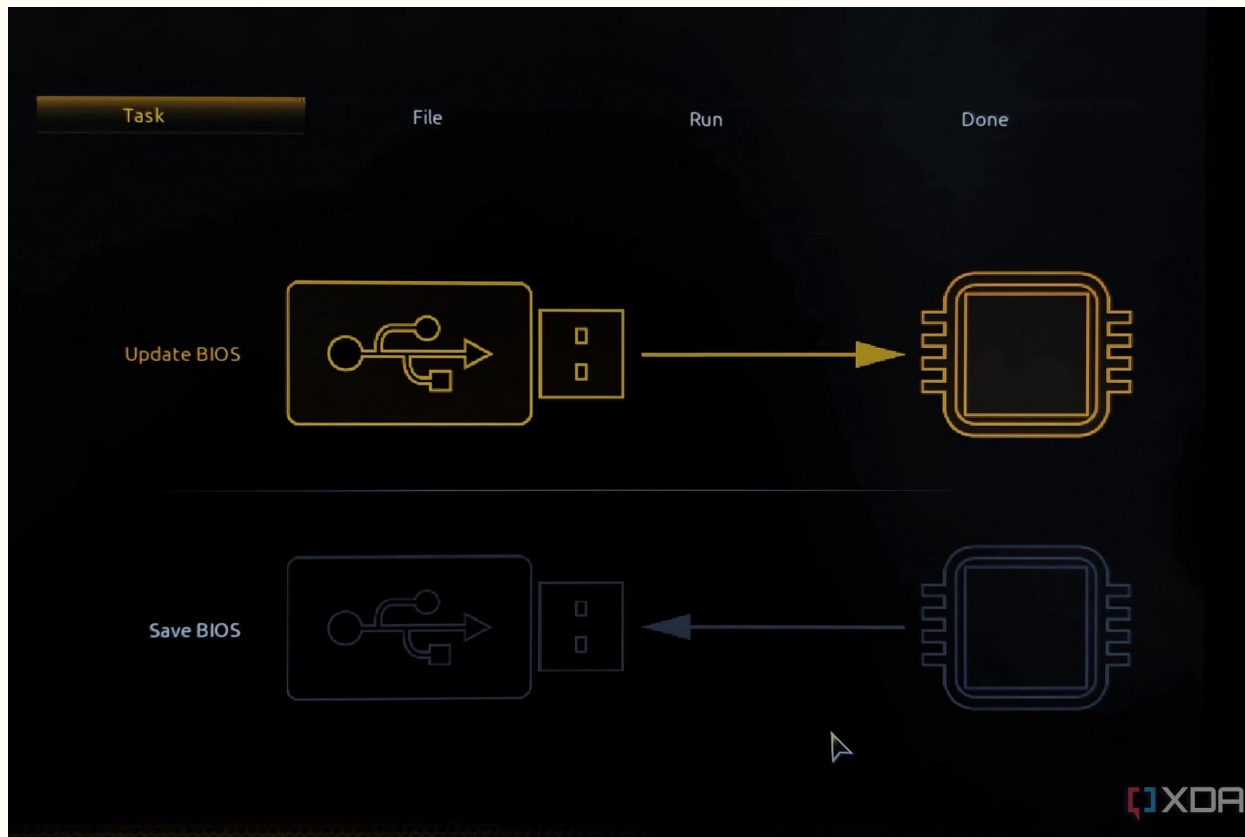 Task
File
Run
Done
Update BIOS
Save BIOS
XDA